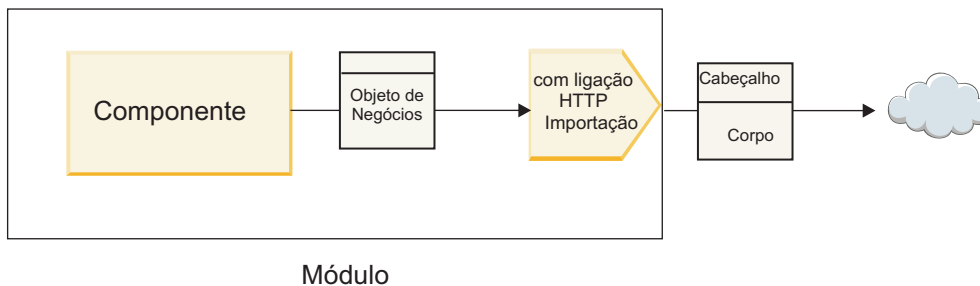 Componente
Objeto de
Negócios
com ligação
HTTP
Importação
Cabeçalho
Corpo
Módulo